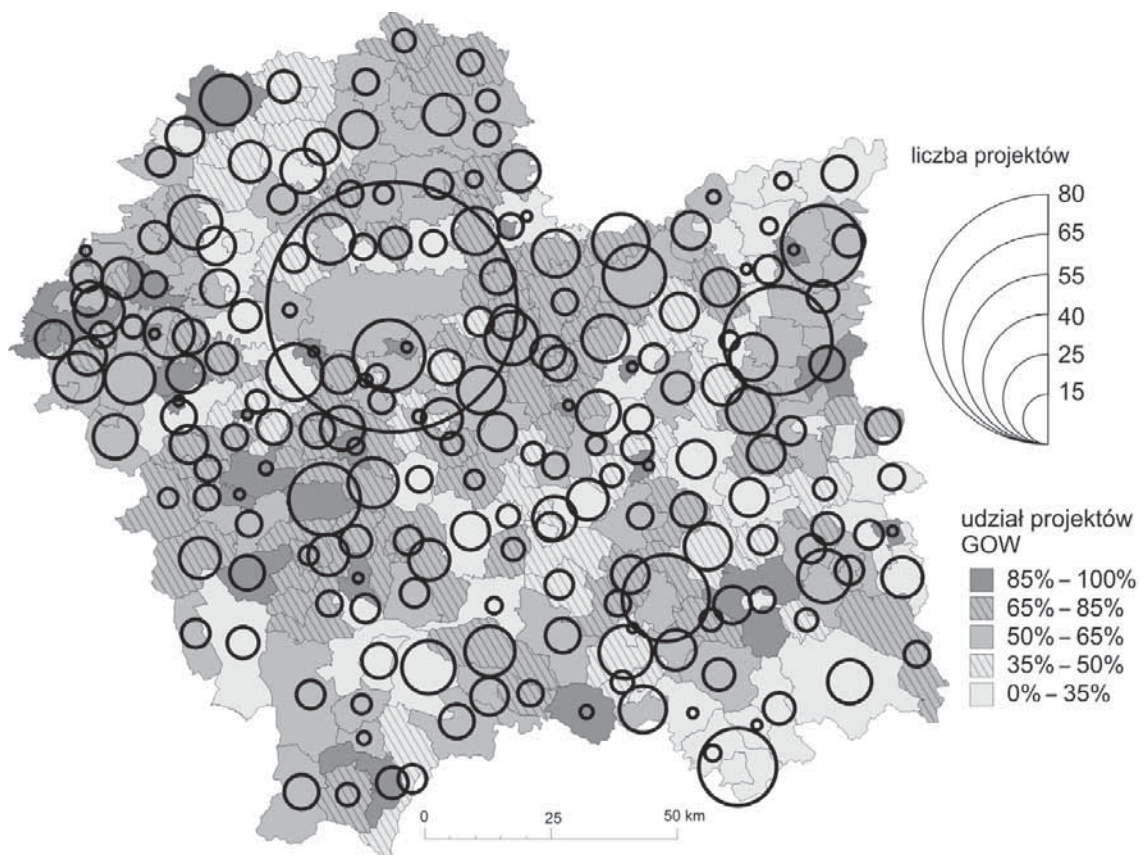 liczba projektów
80
65
55
40
25
15
udział projektów
GOW
85% – 100%
65% – 85%
50% – 65%
35% – 50%
0% – 35%
0 25 50 km